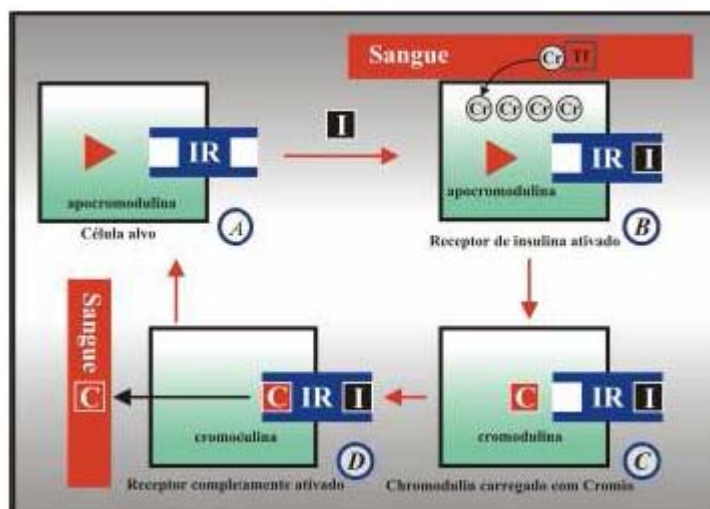 Sangue
Cr Tf
I
Cr Cr Cr Cr
IR
IR I
apocromodulina
apocromodulina
Célula alvo
A
Receptor de insulina ativado
B
Sangue
C
C IR I
cromodulina
D
Receptor completamente ativado
C IR I
cromodulina
C
Chromodulin carregado com Cromio